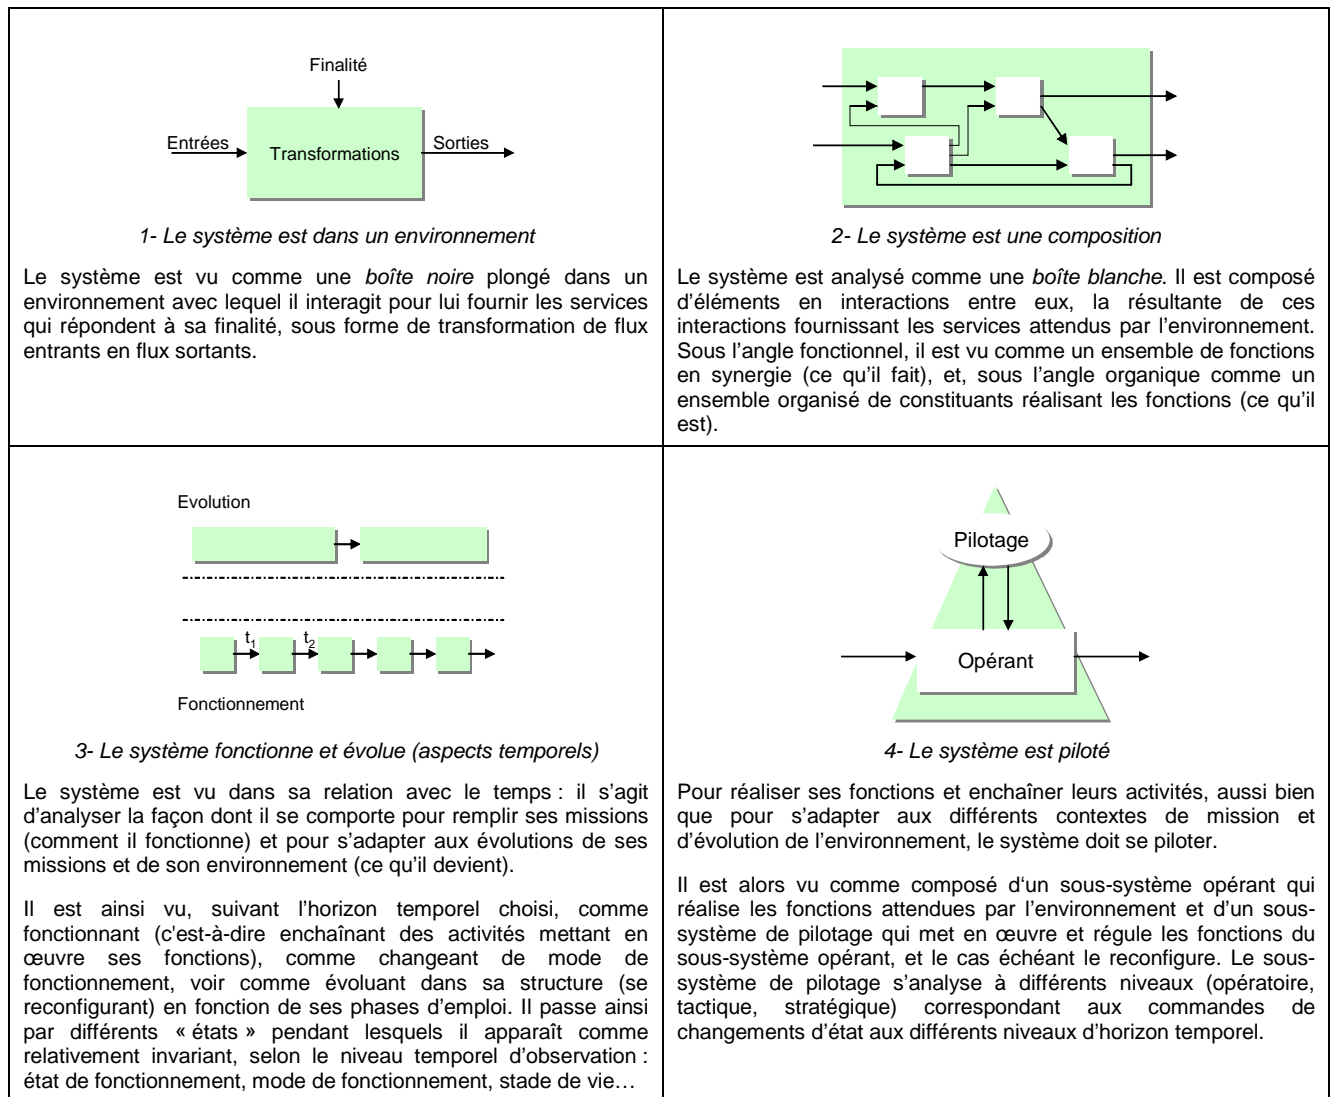 Finalité
Entrées
Transformations
Sorties
1- Le système est dans un environnement
Le système est vu comme une boîte noire plongé dans un
environnement avec lequel il interagit pour lui fournir les services
qui répondent à sa finalité, sous forme de transformation de flux
entrants en flux sortants.
2- Le système est une composition
Le système est analysé comme une boîte blanche. Il est composé
d’éléments en interactions entre eux, la résultante de ces
interactions fournissant les services attendus par l’environnement.
Sous l’angle fonctionnel, il est vu comme un ensemble de fonctions
en synergie (ce qu’il fait), et, sous l’angle organique comme un
ensemble organisé de constituants réalisant les fonctions (ce qu’il
est).
Evolution
t1
t2
Fonctionnement
3- Le système fonctionne et évolue (aspects temporels)
Le système est vu dans sa relation avec le temps : il s’agit
d’analyser la façon dont il se comporte pour remplir ses missions
(comment il fonctionne) et pour s’adapter aux évolutions de ses
missions et de son environnement (ce qu’il devient).
Il est ainsi vu, suivant l’horizon temporel choisi, comme
fonctionnant (c'est-à-dire enchaînant des activités mettant en
œuvre ses fonctions), comme changeant de mode de
fonctionnement, voir comme évoluant dans sa structure (se
reconfigurant) en fonction de ses phases d’emploi. Il passe ainsi
par différents « états » pendant lesquels il apparaît comme
relativement invariant, selon le niveau temporel d’observation :
état de fonctionnement, mode de fonctionnement, stade de vie…
Pilotage
Opérant
4- Le système est piloté
Pour réaliser ses fonctions et enchaîner leurs activités, aussi bien
que pour s’adapter aux différents contextes de mission et
d’évolution de l’environnement, le système doit se piloter.
Il est alors vu comme composé d‘un sous-système opérant qui
réalise les fonctions attendues par l’environnement et d’un sous-
système de pilotage qui met en œuvre et régule les fonctions du
sous-système opérant, et le cas échéant le reconfigure. Le sous-
système de pilotage s’analyse à différents niveaux (opératoire,
tactique, stratégique) correspondant aux commandes de
changements d’état aux différents niveaux d’horizon temporel.